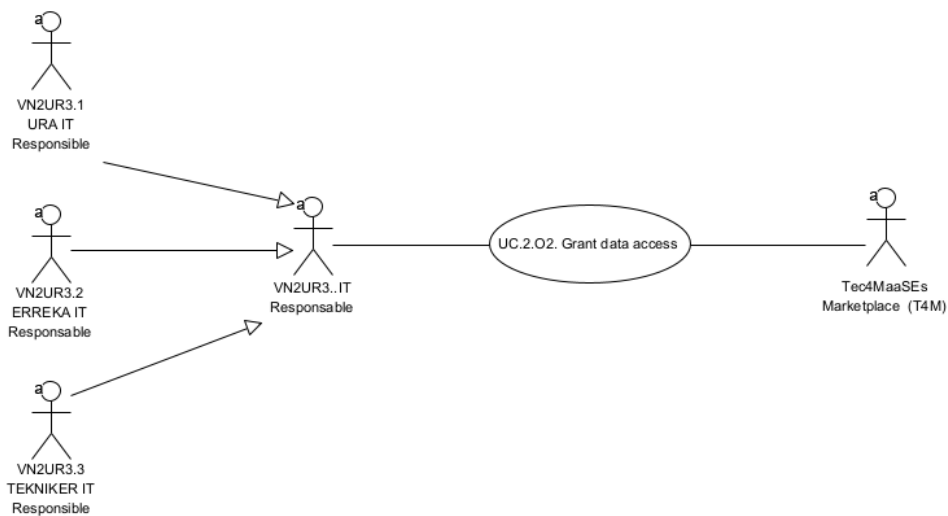 a
VN2UR3.1
URA IT
Responsible
a
VN2UR3.2
ERREKA IT
Responsable
a
VN2UR3.3
TEKNIKER IT
Responsible
a
VN2UR3..IT
Responsable
UC.2.O2. Grant data access
a
Tec4MaaSEs
Marketplace (T4M)